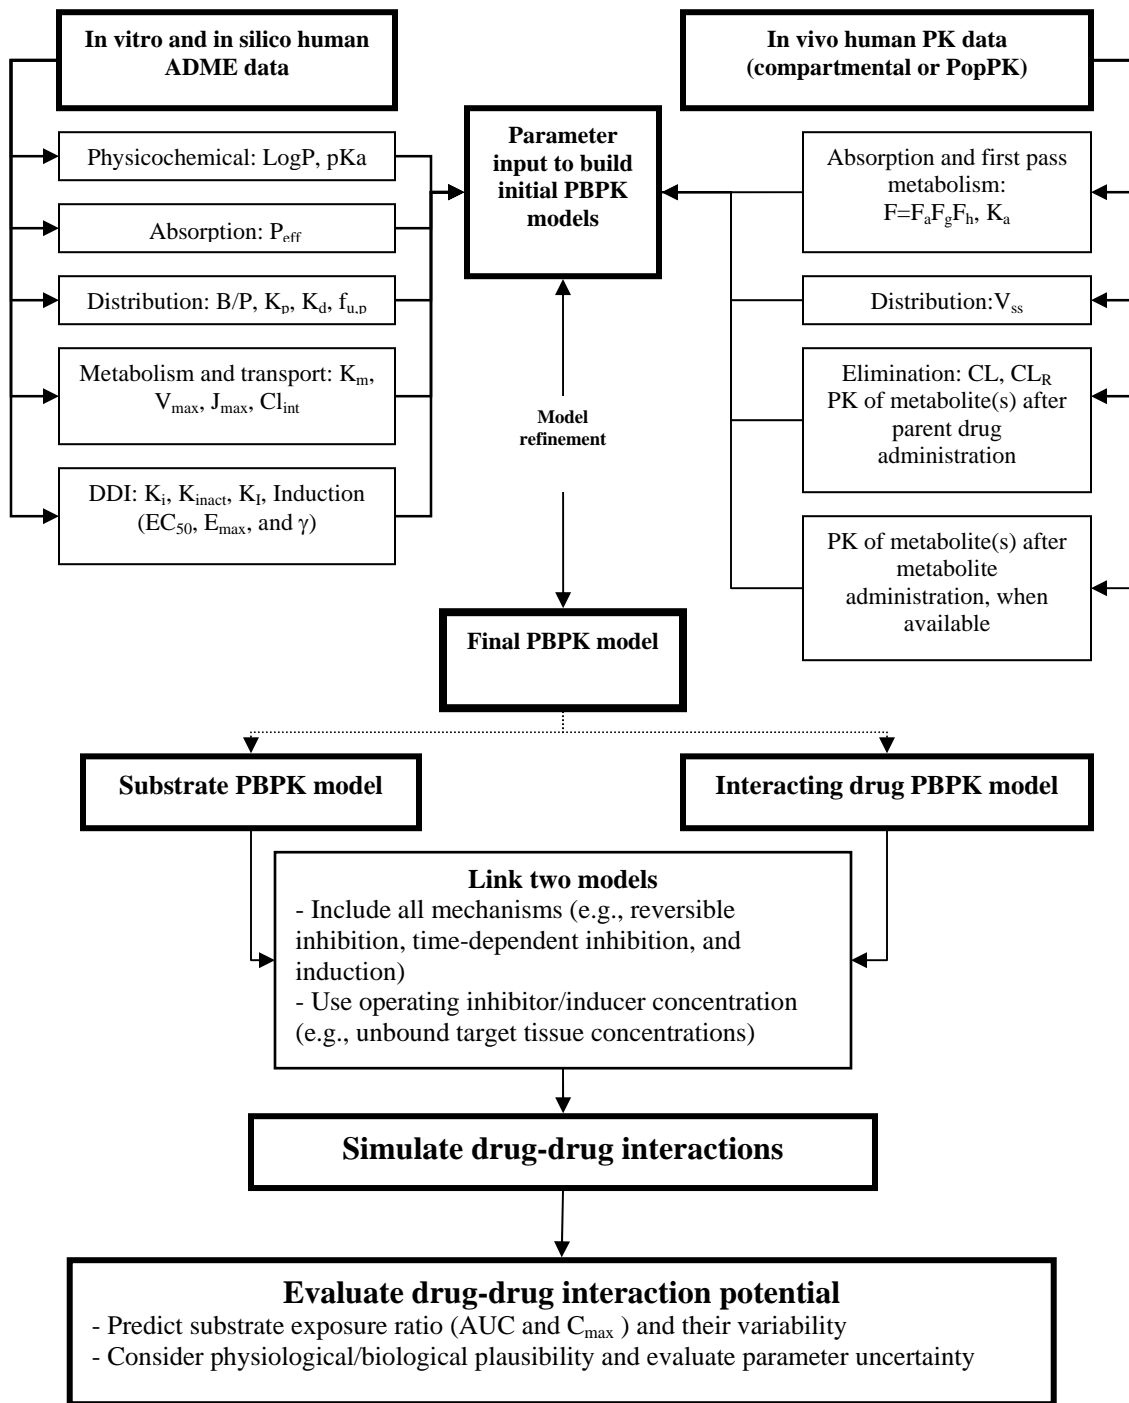 In vitro and in silico human
ADME data
In vivo human PK data
(compartmental or PopPK)
Parameter
input to build
initial PBPK
models
Physicochemical: LogP, pKa
Absorption: Peff
Distribution: B/P, Kp, Kd, fu,p
Metabolism and transport: Km,
Vmax, Jmax, Clint
DDI: Ki, Kinact, KI, Induction
(EC50, Emax, and γ)
Absorption and first pass
metabolism:
F=FaFgFh, Ka
Distribution:Vss
Elimination: CL, CLR
PK of metabolite(s) after
parent drug
administration
PK of metabolite(s) after
metabolite
administration, when
available
Model
refinement
Final PBPK model
Substrate PBPK model
Interacting drug PBPK model
Link two models
- Include all mechanisms (e.g., reversible
inhibition, time-dependent inhibition, and
induction)
- Use operating inhibitor/inducer concentration
(e.g., unbound target tissue concentrations)
Simulate drug-drug interactions
Evaluate drug-drug interaction potential
- Predict substrate exposure ratio (AUC and Cmax ) and their variability
- Consider physiological/biological plausibility and evaluate parameter uncertainty